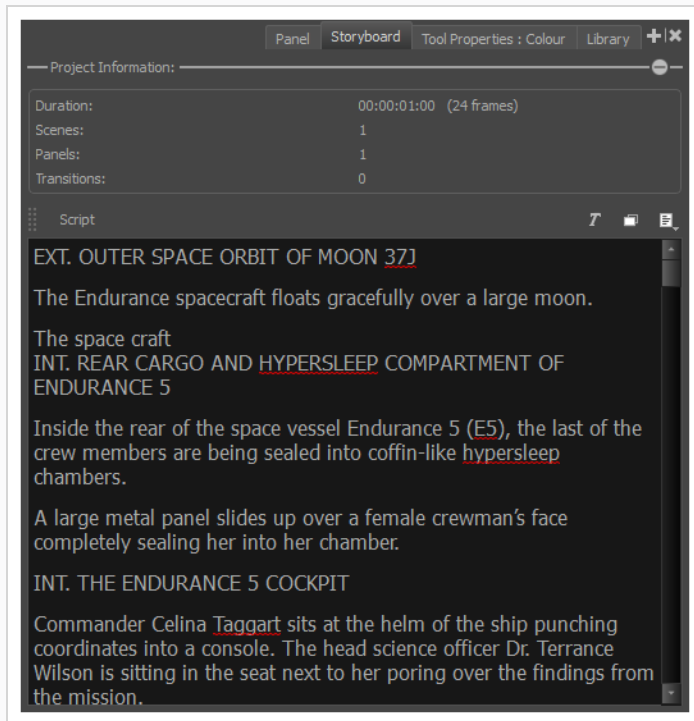 Panel Storyboard Tool Properties : Colour Library
Project Information:
Duration: 00:00:01:00 (24 frames)
Scenes: 1
Panels: 1
Transitions: 0
Script T
EXT. OUTER SPACE ORBIT OF MOON 37J
The Endurance spacecraft floats gracefully over a large moon.
The space craft
INT. REAR CARGO AND HYPERSLEEP COMPARTMENT OF
ENDURANCE 5
Inside the rear of the space vessel Endurance 5 (E5), the last of the
crew members are being sealed into coffin-like hypersleep
chambers.
A large metal panel slides up over a female crewman’s face
completely sealing her into her chamber.
INT. THE ENDURANCE 5 COCKPIT
Commander Celina Taggart sits at the helm of the ship punching
coordinates into a console. The head science officer Dr. Terrance
Wilson is sitting in the seat next to her poring over the findings from
the mission.